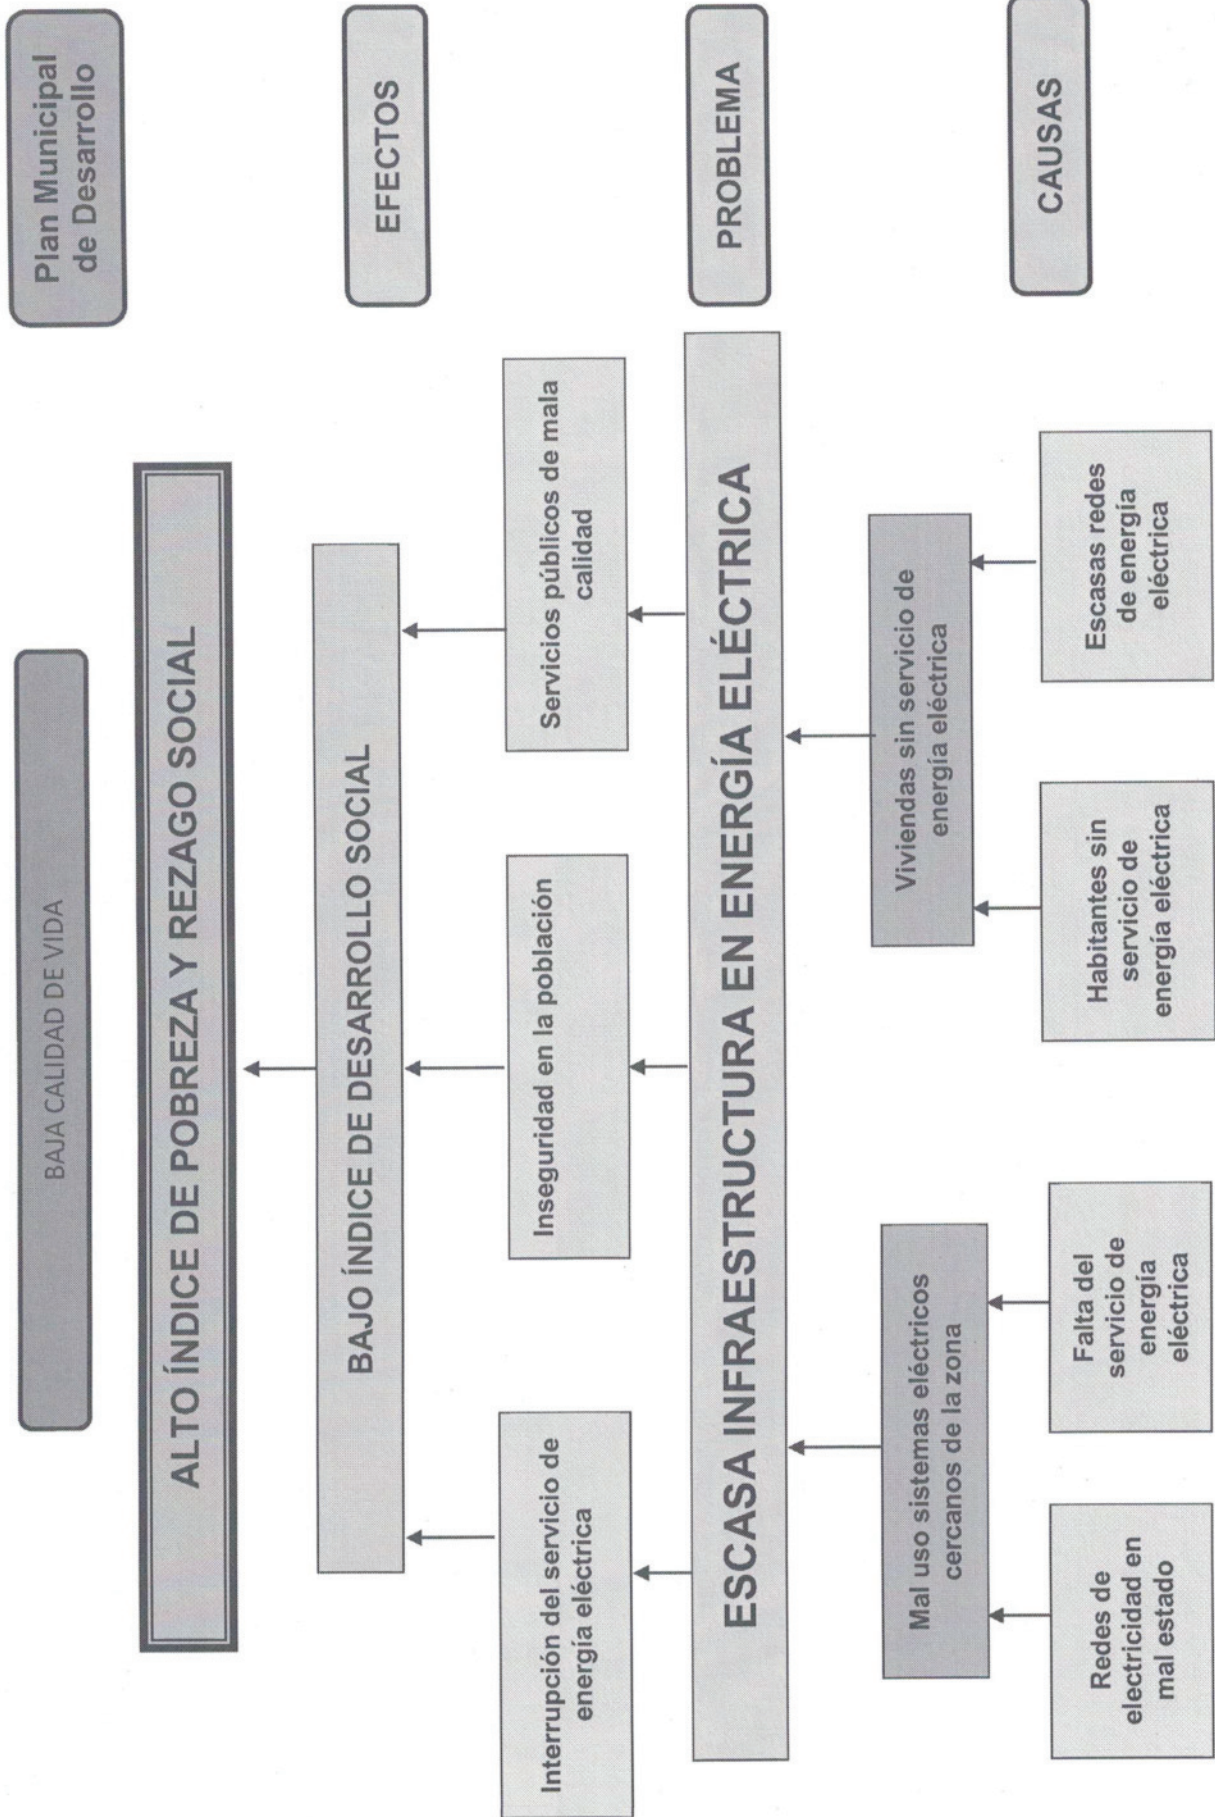 Plan Municipal
de Desarrollo
BAJA CALIDAD DE VIDA
ALTO ÍNDICE DE POBREZA Y REZAGO SOCIAL
EFECTOS
BAJO ÍNDICE DE DESARROLLO SOCIAL
Interrupción del servicio de
energía eléctrica
Inseguridad en la población
Servicios públicos de mala
calidad
PROBLEMA
ESCASA INFRAESTRUCTURA EN ENERGÍA ELÉCTRICA
CAUSAS
Mal uso sistemas eléctricos
cercanos de la zona
Viviendas sin servicio de
energía eléctrica
Redes de
electricidad en
mal estado
Falta del
servicio de
energía
eléctrica
Habitantes sin
servicio de
energía eléctrica
Escasas redes
de energía
eléctrica